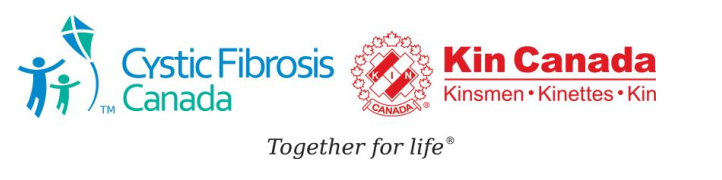 Cystic Fibrosis
Canada
TM
KIN
CANADA
®
Kin Canada
Kinsmen • Kinettes • Kin
Together for life®